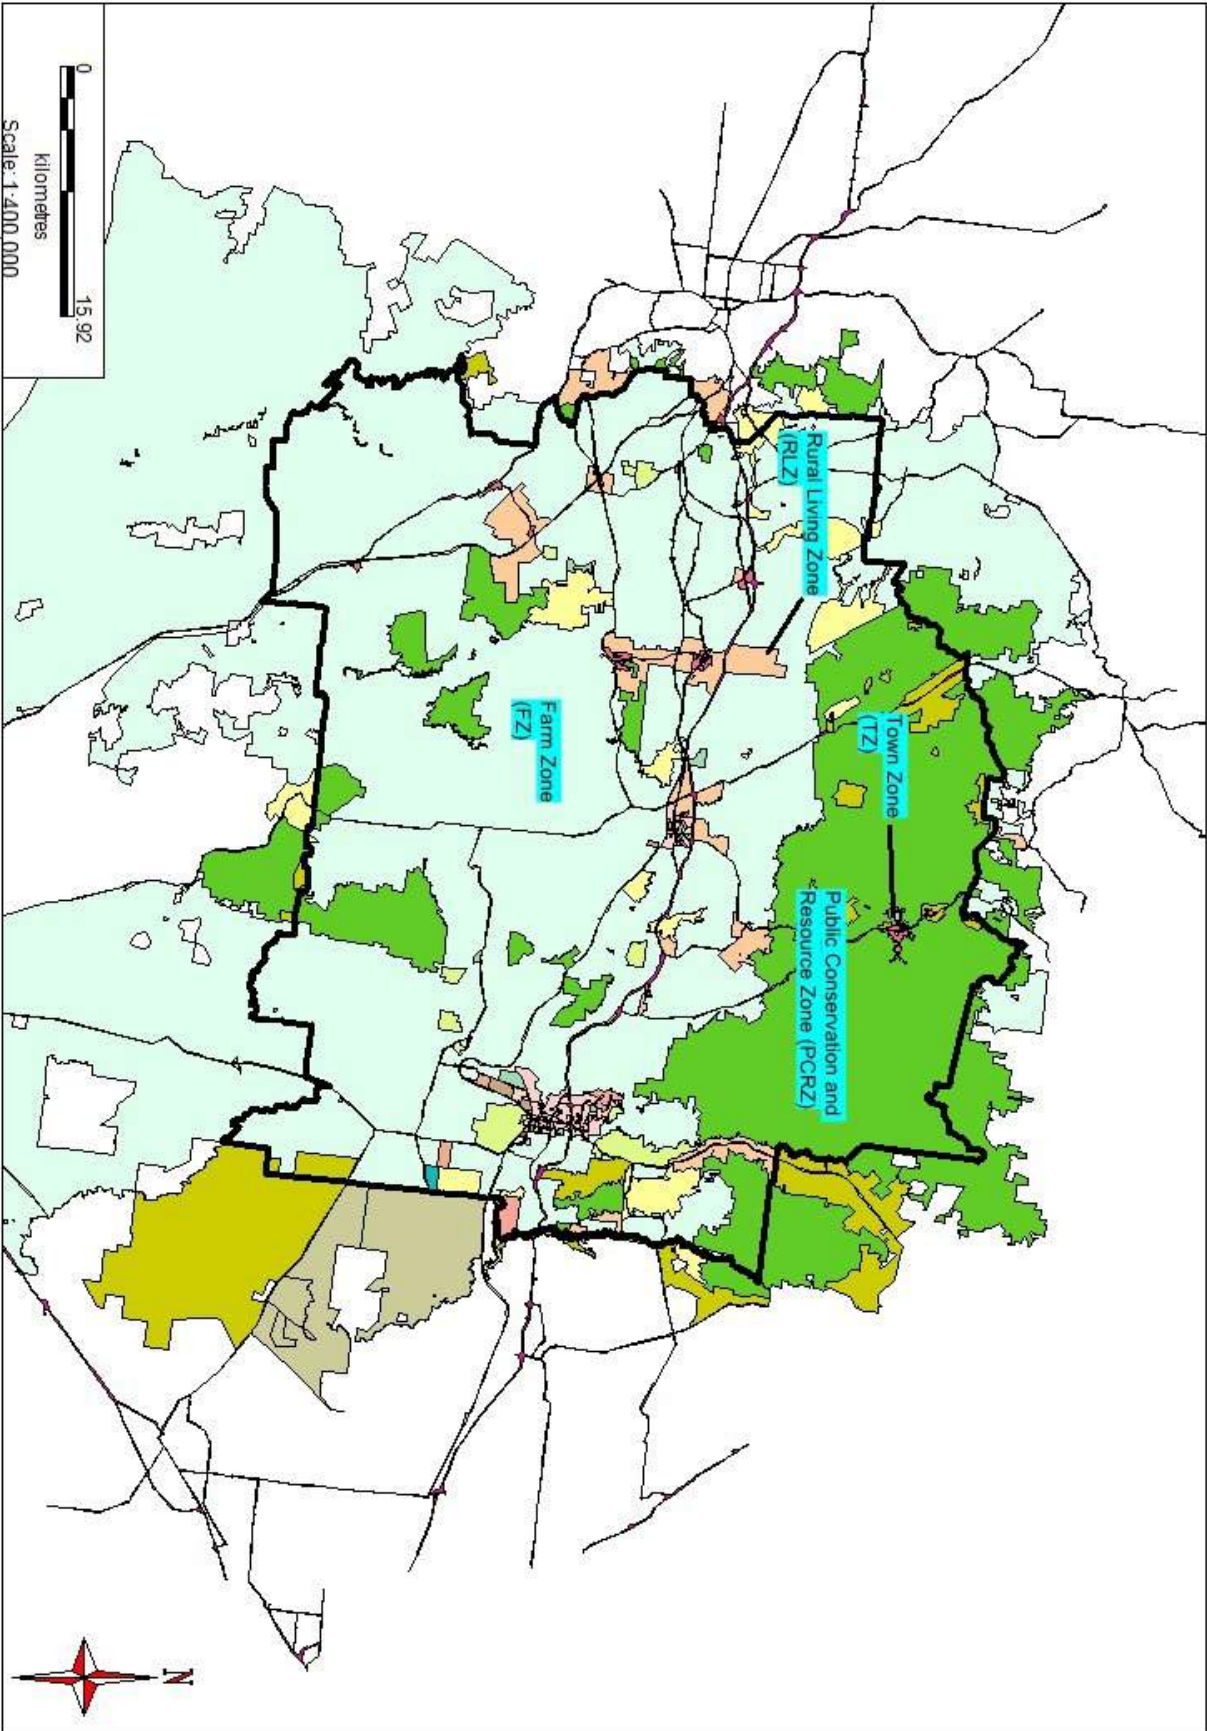 Rural Living Zone
(RLZ)
Town Zone
(TZ)
Public Conservation and
Resource Zone (PCRZ)
Farm Zone
(FZ)
0
15.92
kilometres
Scale: 1:400,000
N